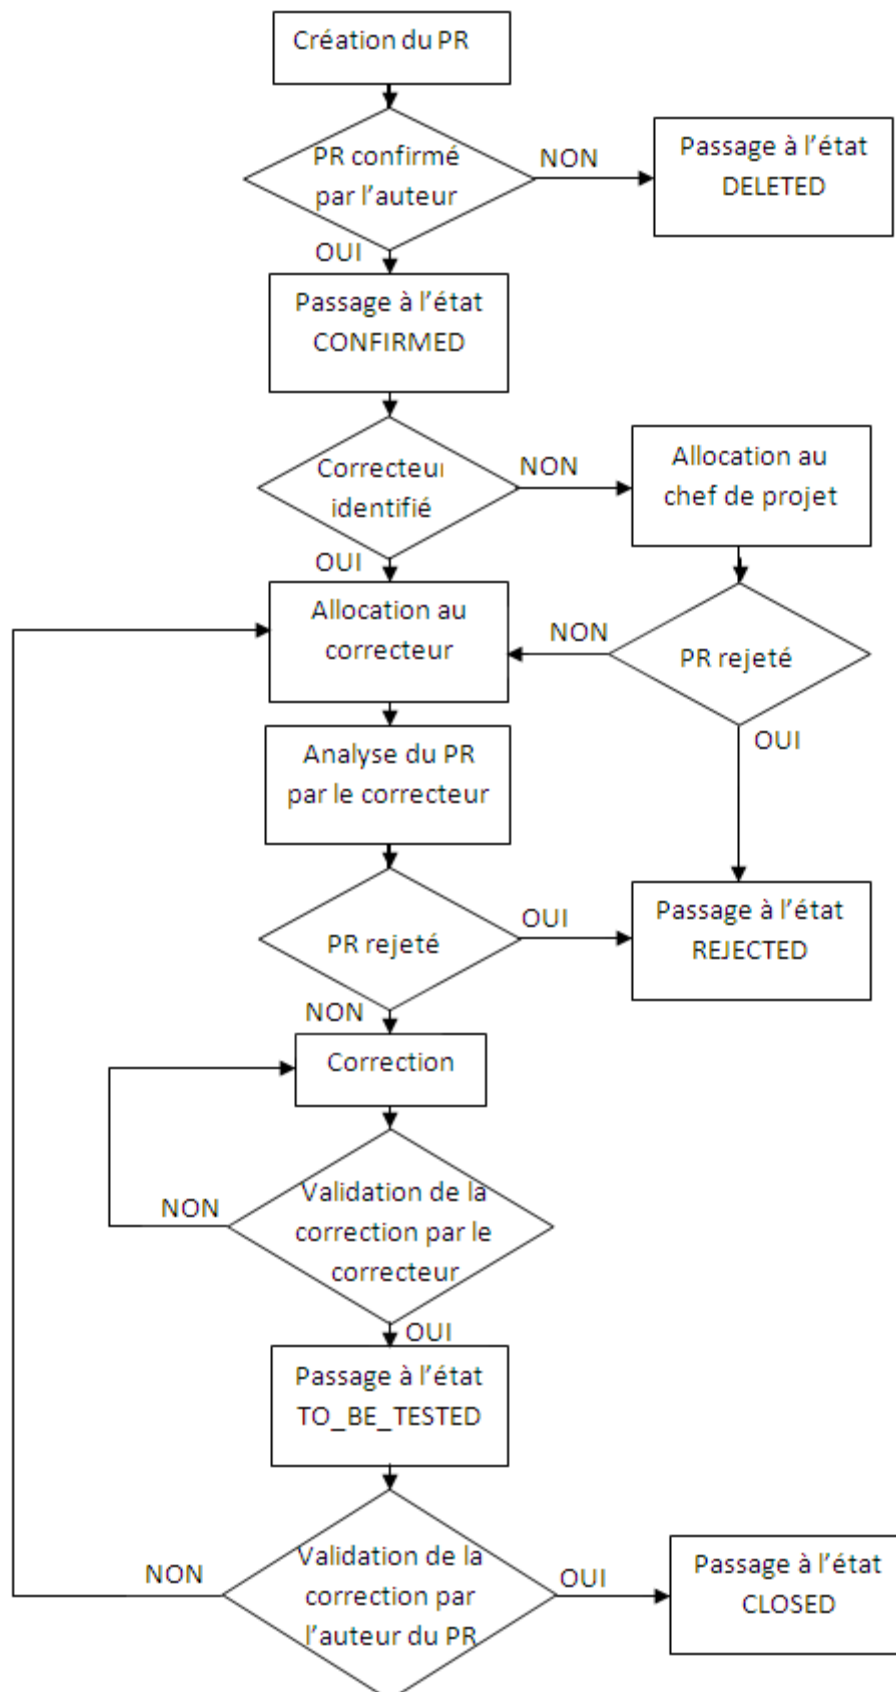 Création du PR
PR confirmé
par l'auteur
NON
Passage à l'état
DELETED
OUI
Passage à l'état
CONFIRMED
Correcteur
identifié
NON
Allocation au
chef de projet
OUI
Allocation au
correcteur
NON
PR rejeté
OUI
Analyse du PR
par le correcteur
PR rejeté
OUI
Passage à l'état
REJECTED
NON
Correction
Validation de la
correction par le
correcteur
NON
OUI
Passage à l'état
TO_BE_TESTED
Validation de la
correction par
l'auteur du PR
NON
OUI
Passage à l'état
CLOSED